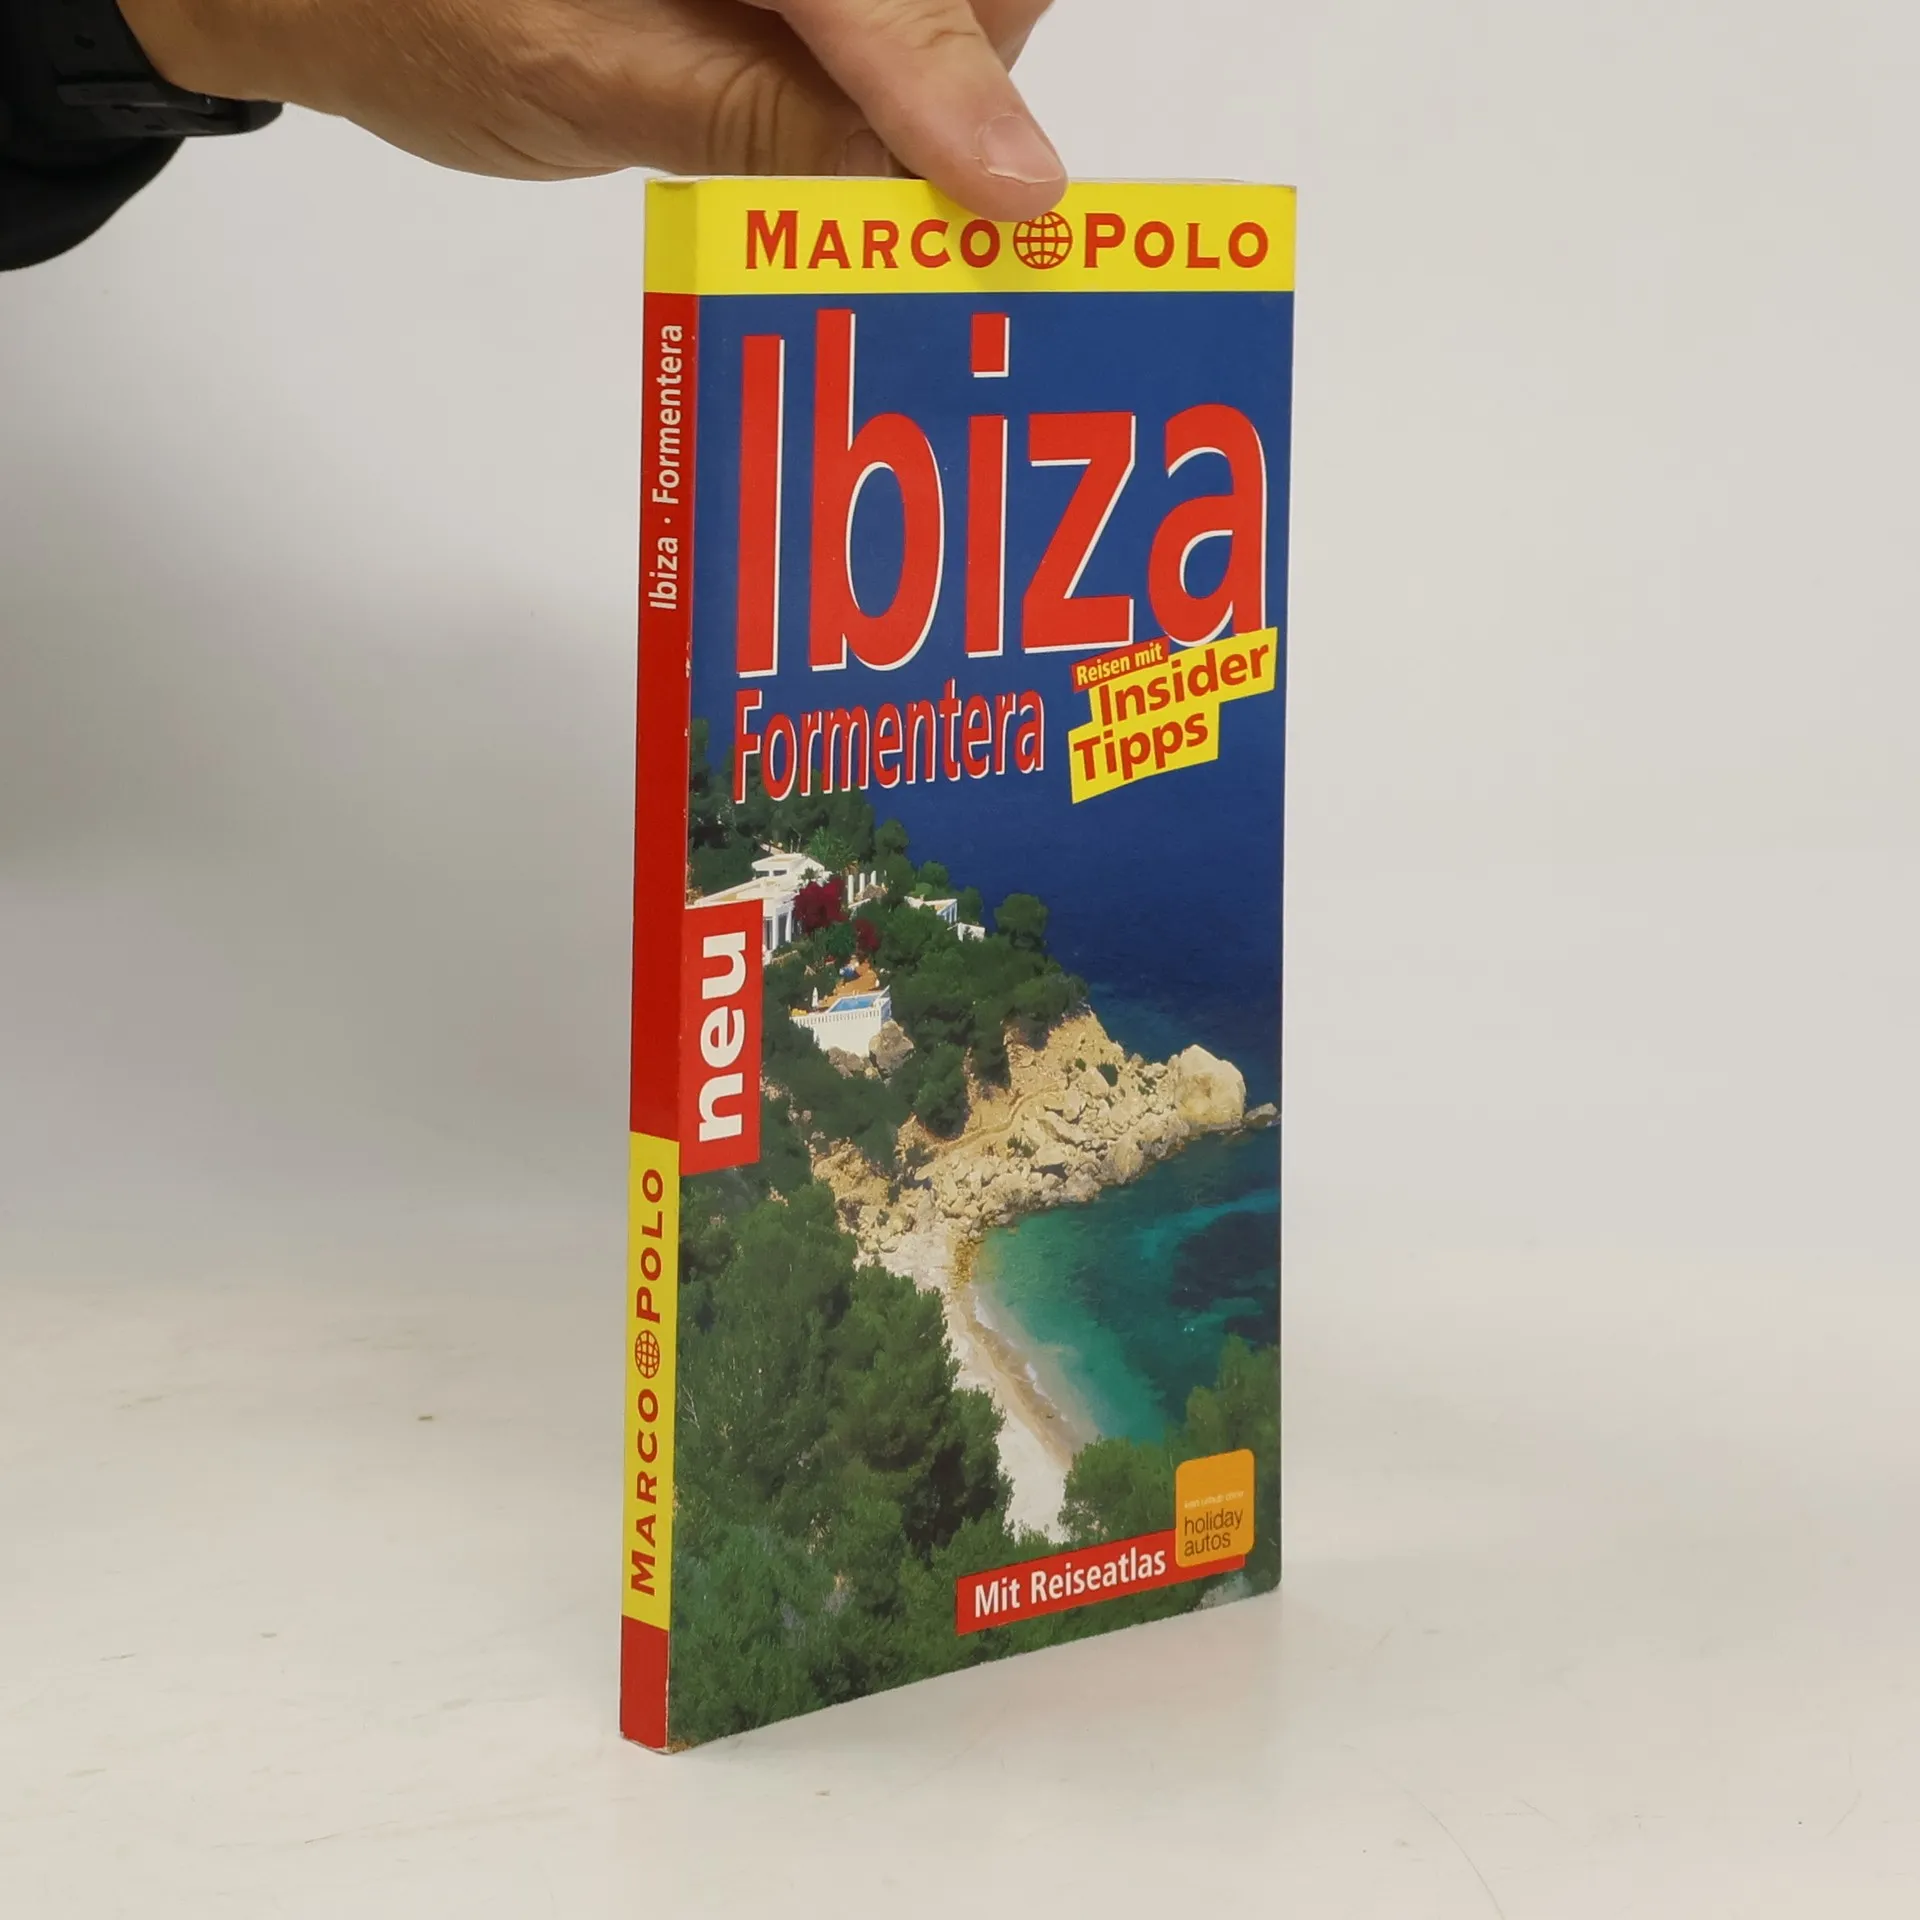 MARCO POLO
Ibiza
Formentera
Reisen mit
Insider
Tipps
neu
holiday
autos
Mit Reiseatlas
Ibiza · Formentera
MARCO POLO